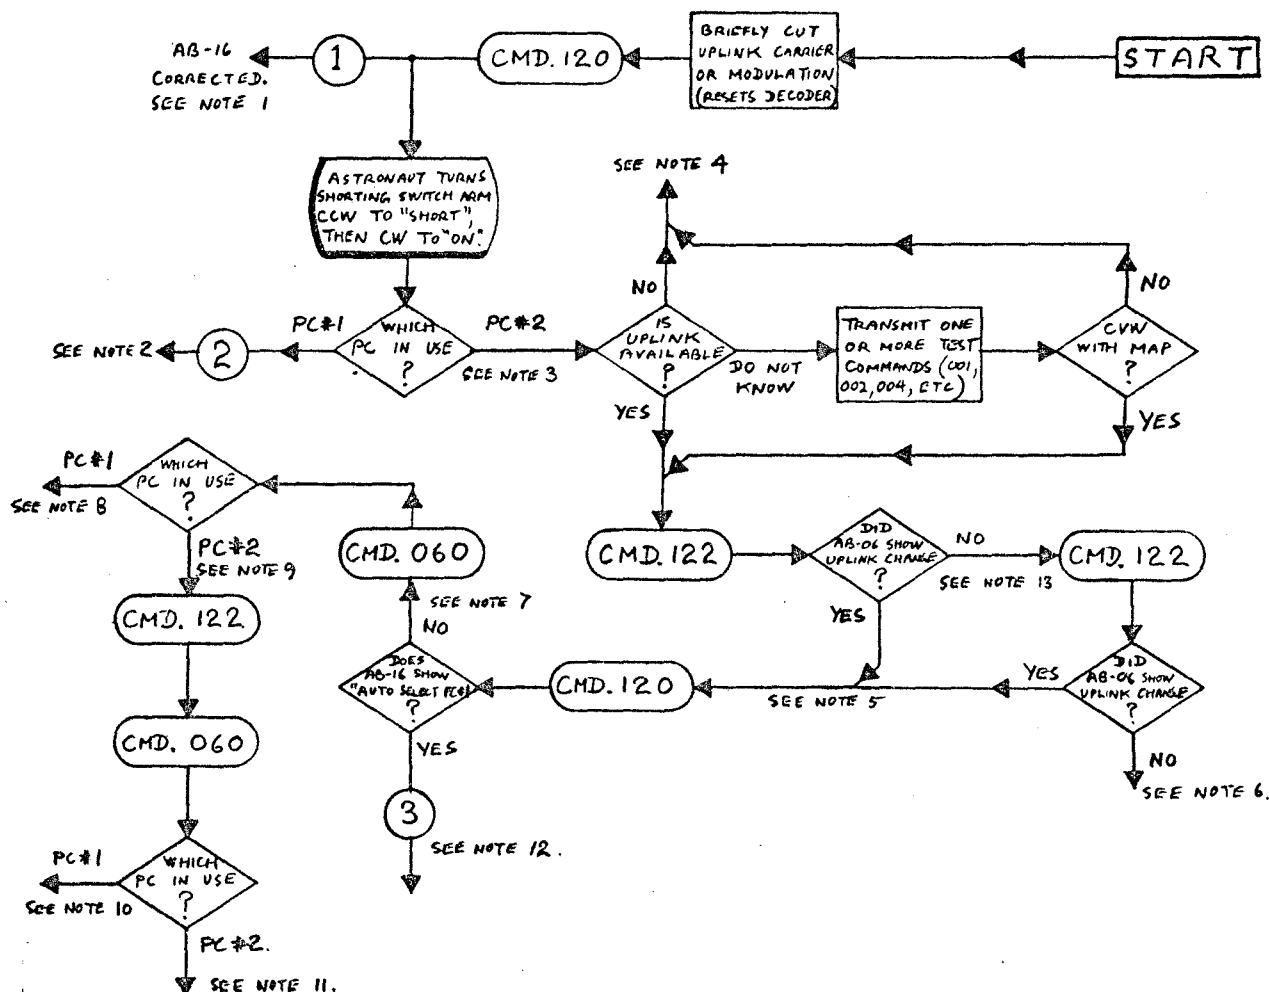 START
BRIEFLY CUT
UPLINK CARRIER
OR MODULATION
(RESETS DECODER)
CMD. 120
1
AB-16
CORRECTED.
SEE NOTE 1
ASTRONAUT TURNS
SHORTING SWITCH ARM
CCW TO "SHORT",
THEN CW TO "ON".
WHICH
PC IN USE
?
PC#1
2
SEE NOTE 2
PC#2
SEE NOTE 3
IS
UPLINK
AVAILABLE
?
NO
SEE NOTE 4
DO NOT
KNOW
TRANSMIT ONE
OR MORE TEST
COMMANDS (001,
002, 004, ETC)
CVW
WITH MAP
?
NO
YES
YES
CMD. 122
DID
AB-06 SHOW
UPLINK CHANGE
?
NO
SEE NOTE 13
CMD. 122
YES
DID
AB-06 SHOW
UPLINK CHANGE
?
YES
NO
SEE NOTE 6.
SEE NOTE 5
CMD. 120
DOES
AB-16 SHOW
"AUTO SELECT PC#1
?
NO
SEE NOTE 7
YES
3
SEE NOTE 12.
CMD. 060
WHICH
PC IN USE
?
PC#1
SEE NOTE 8
PC#2
SEE NOTE 9
CMD. 122
CMD. 060
WHICH
PC IN USE
?
PC#1
SEE NOTE 10
PC#2.
SEE NOTE 11.